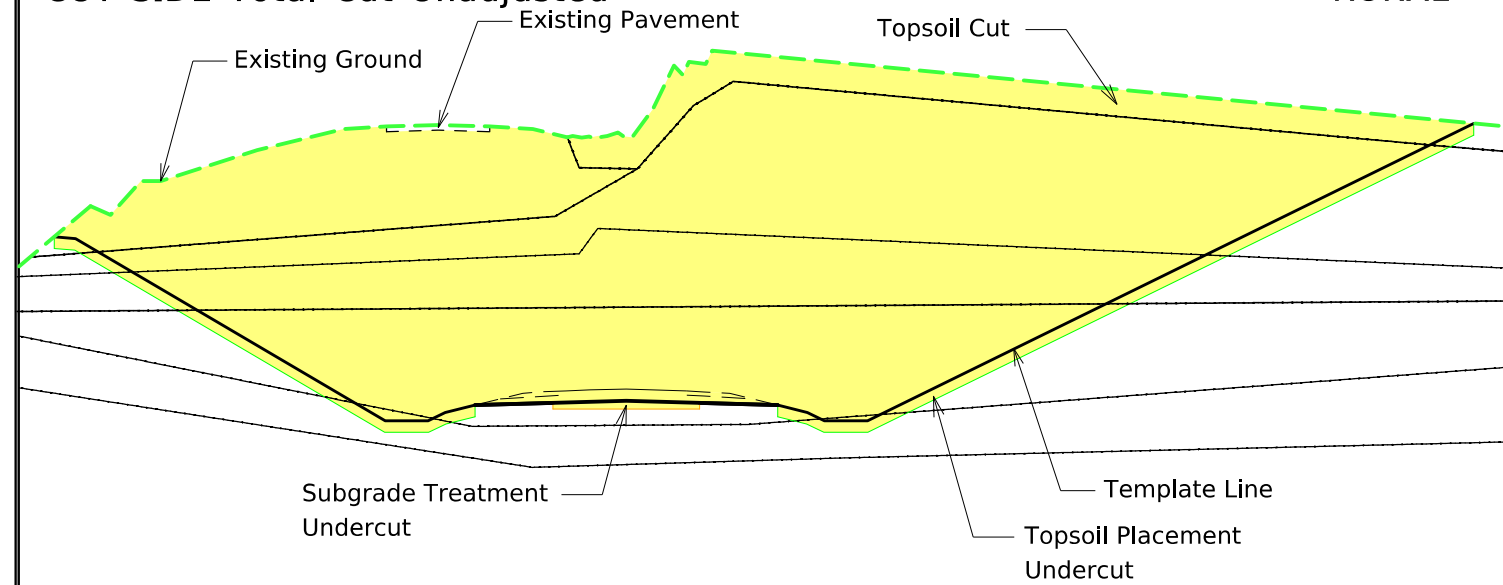 Existing Pavement
Topsoil Cut
Existing Ground
Subgrade Treatment
Undercut
Template Line
Topsoil Placement
Undercut